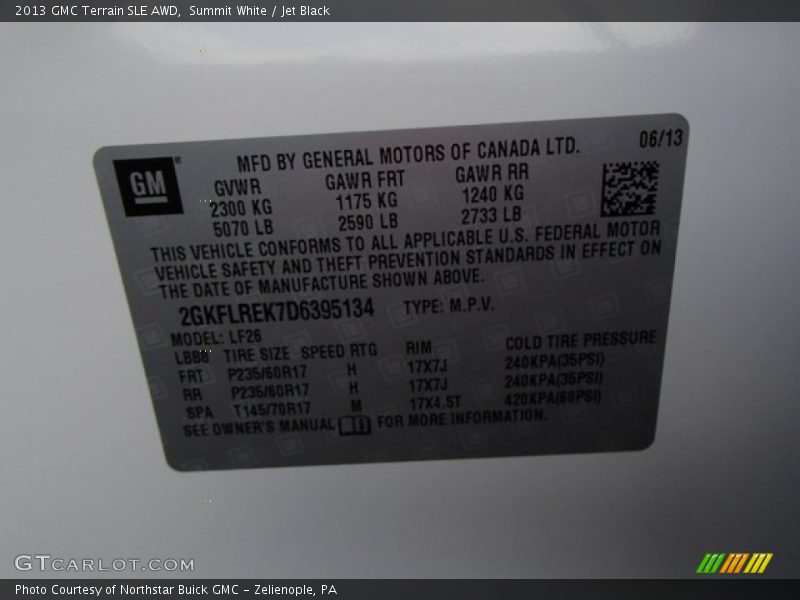 2013 GMC Terrain SLE AWD, Summit White / Jet Black
GM
MFD BY GENERAL MOTORS OF CANADA LTD. 06/13
GVWR GAWR FRT GAWR RR
2300 KG 1175 KG 1240 KG
5070 LB 2590 LB 2733 LB
THIS VEHICLE CONFORMS TO ALL APPLICABLE U.S. FEDERAL MOTOR
VEHICLE SAFETY AND THEFT PREVENTION STANDARDS IN EFFECT ON
THE DATE OF MANUFACTURE SHOWN ABOVE.
2GKFLREK7D6395134 TYPE: M.P.V.
MODEL: LF26
TIRE SIZE SPEED RTG RIM COLD TIRE PRESSURE
FRT P235/60R17 H 17X7J 240KPA(35PSI)
RR P235/60R17 H 17X7J 240KPA(35PSI)
SPA T145/70R17 M 17X4.5T 420KPA(60PSI)
SEE OWNER'S MANUAL FOR MORE INFORMATION.
GTCARLOT.COM
Photo Courtesy of Northstar Buick GMC - Zelienople, PA